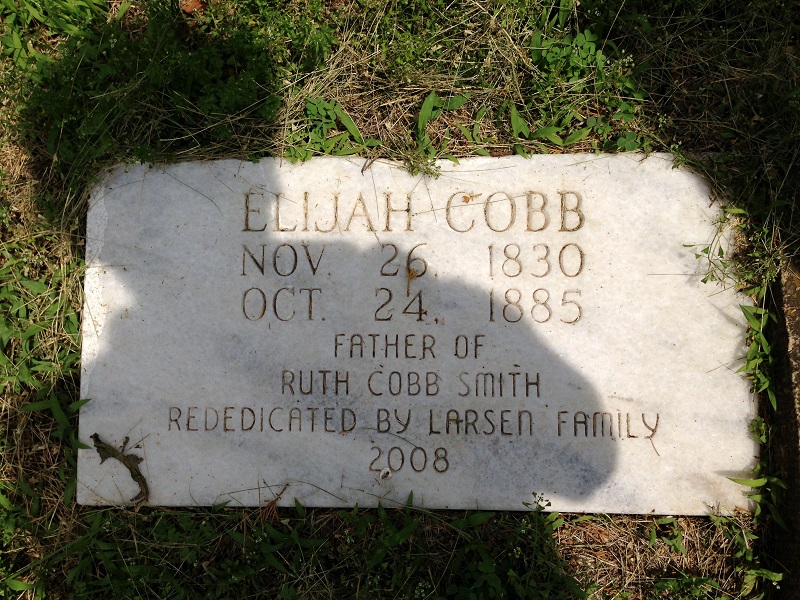 ELIJAH COBB
NOV. 26, 1830
OCT. 24, 1885
FATHER OF
RUTH COBB SMITH
REDEDICATED BY LARSEN FAMILY
2008